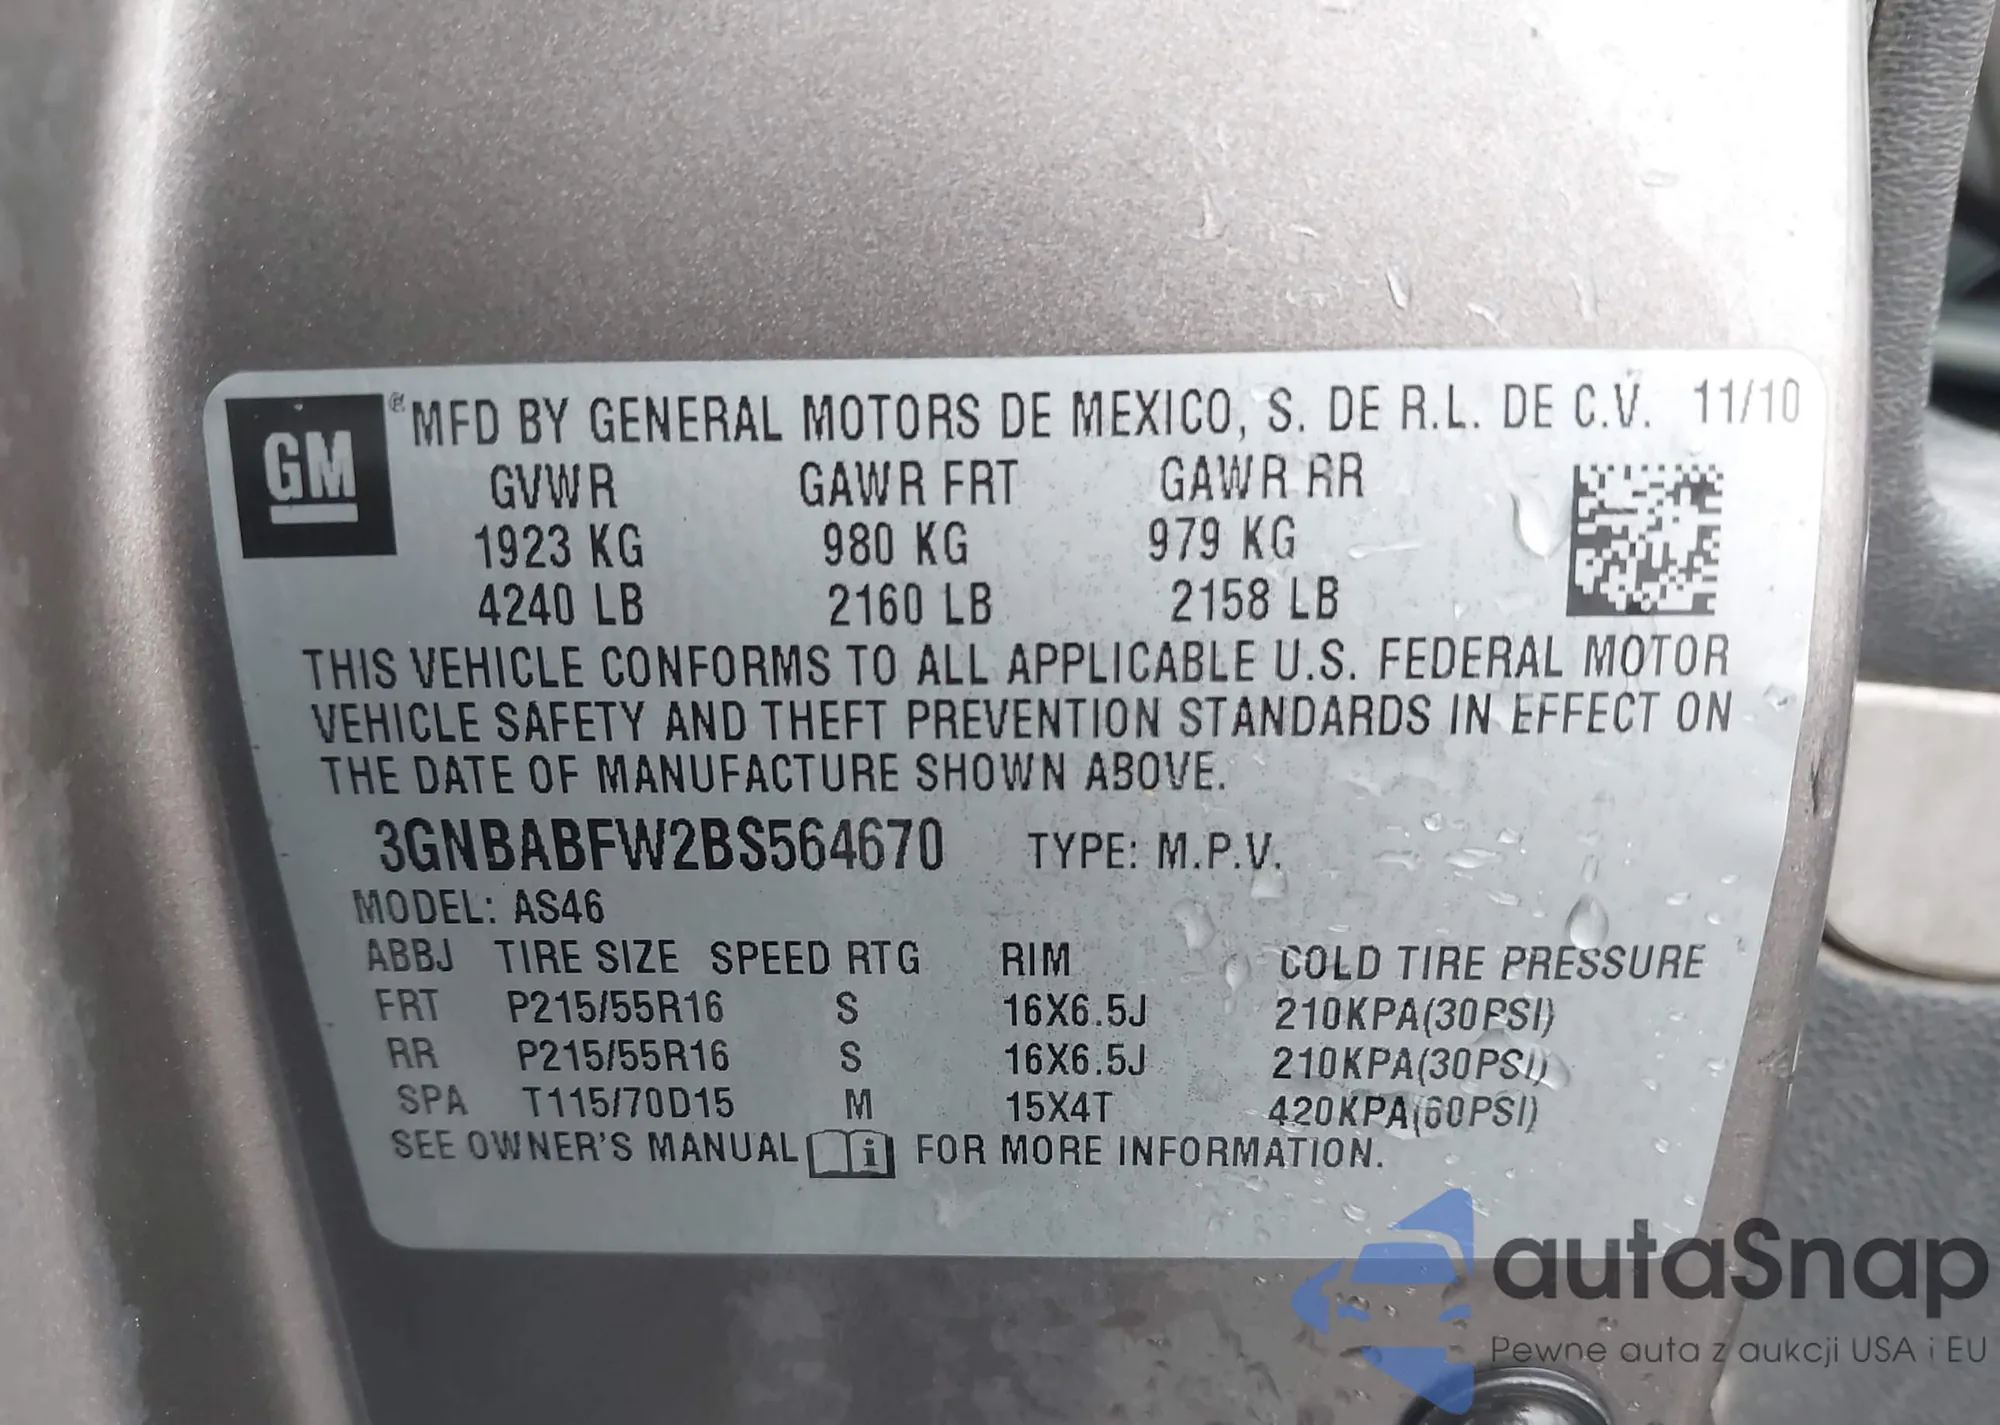 GM
® MFD BY GENERAL MOTORS DE MEXICO, S. DE R.L. DE C.V. 11/10
GVWR GAWR FRT GAWR RR
1923 KG 980 KG 979 KG
4240 LB 2160 LB 2158 LB
THIS VEHICLE CONFORMS TO ALL APPLICABLE U.S. FEDERAL MOTOR
VEHICLE SAFETY AND THEFT PREVENTION STANDARDS IN EFFECT ON
THE DATE OF MANUFACTURE SHOWN ABOVE.
3GNBABFW2BS564670 TYPE: M.P.V.
MODEL: AS46
ABBJ TIRE SIZE SPEED RTG RIM COLD TIRE PRESSURE
FRT P215/55R16 S 16X6.5J 210KPA(30PSI)
RR P215/55R16 S 16X6.5J 210KPA(30PSI)
SPA T115/70D15 M 15X4T 420KPA(60PSI)
SEE OWNER'S MANUAL i FOR MORE INFORMATION.
autaSnap
Pewne auta z aukcji USA i EU